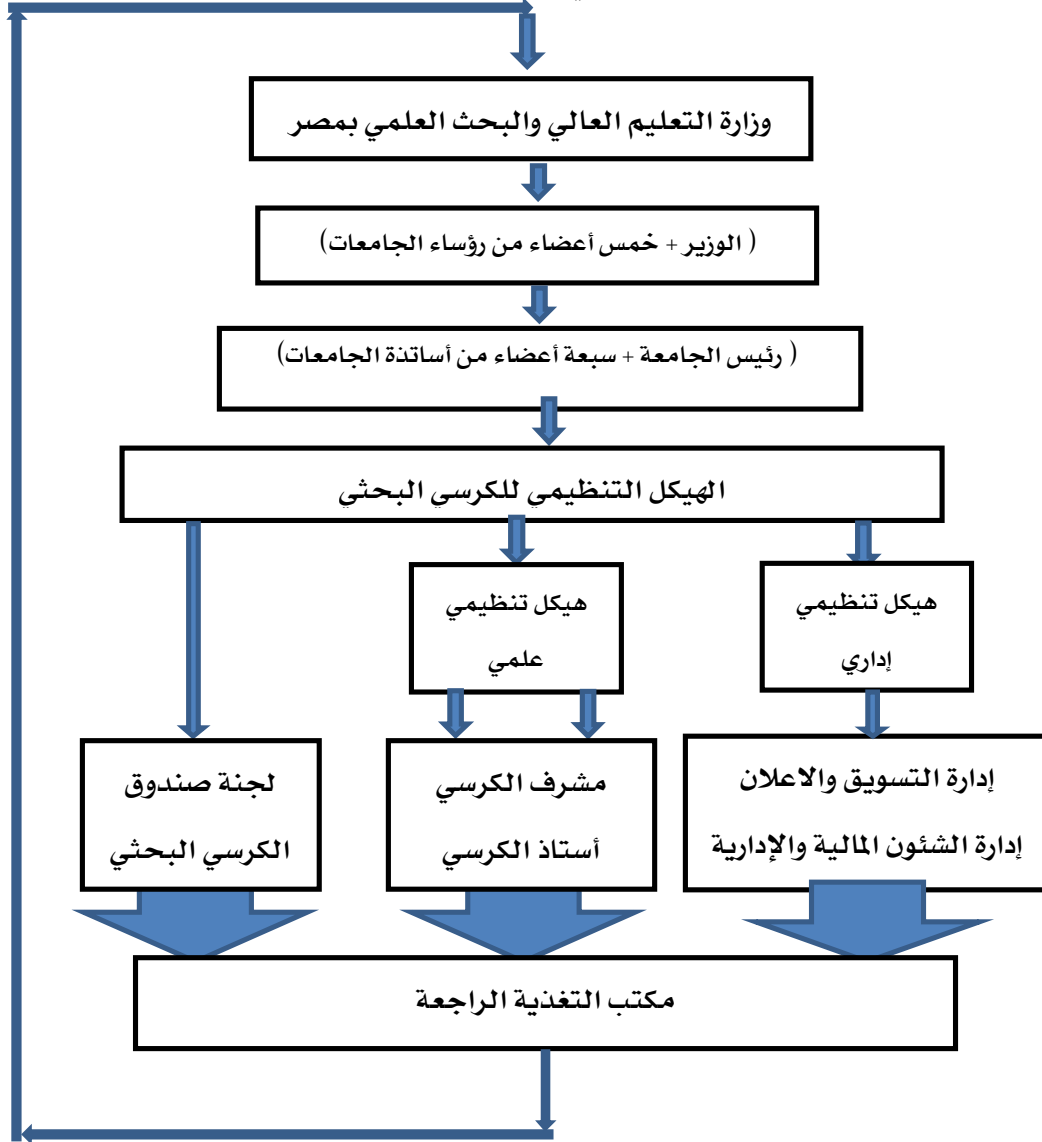 وزارة التعليم العالي والبحث العلمي بمصر
( الوزير + خمس أعضاء من رؤساء الجامعات)
( رئيس الجامعة + سبعة أعضاء من أساتذة الجامعات)
الهيكل التنظيمي للكرسي البحثي
هيكل تنظيمي
إداري
هيكل تنظيمي
علمي
إدارة التسويق والاعلان
إدارة الشئون المالية والإدارية
مشرف الكرسي
أستاذ الكرسي
لجنة صندوق
الكرسي البحثي
مكتب التغذية الراجعة